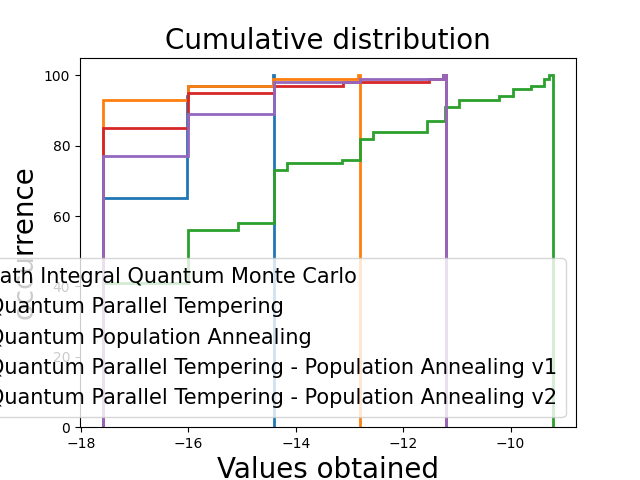 Cumulative distribution
100
80
60
40
20
0
occurrence
ath Integral Quantum Monte Carlo
Quantum Parallel Tempering
Quantum Population Annealing
Quantum Parallel Tempering - Population Annealing v1
Quantum Parallel Tempering - Population Annealing v2
−18 −16 −14 −12 −10
Values obtained